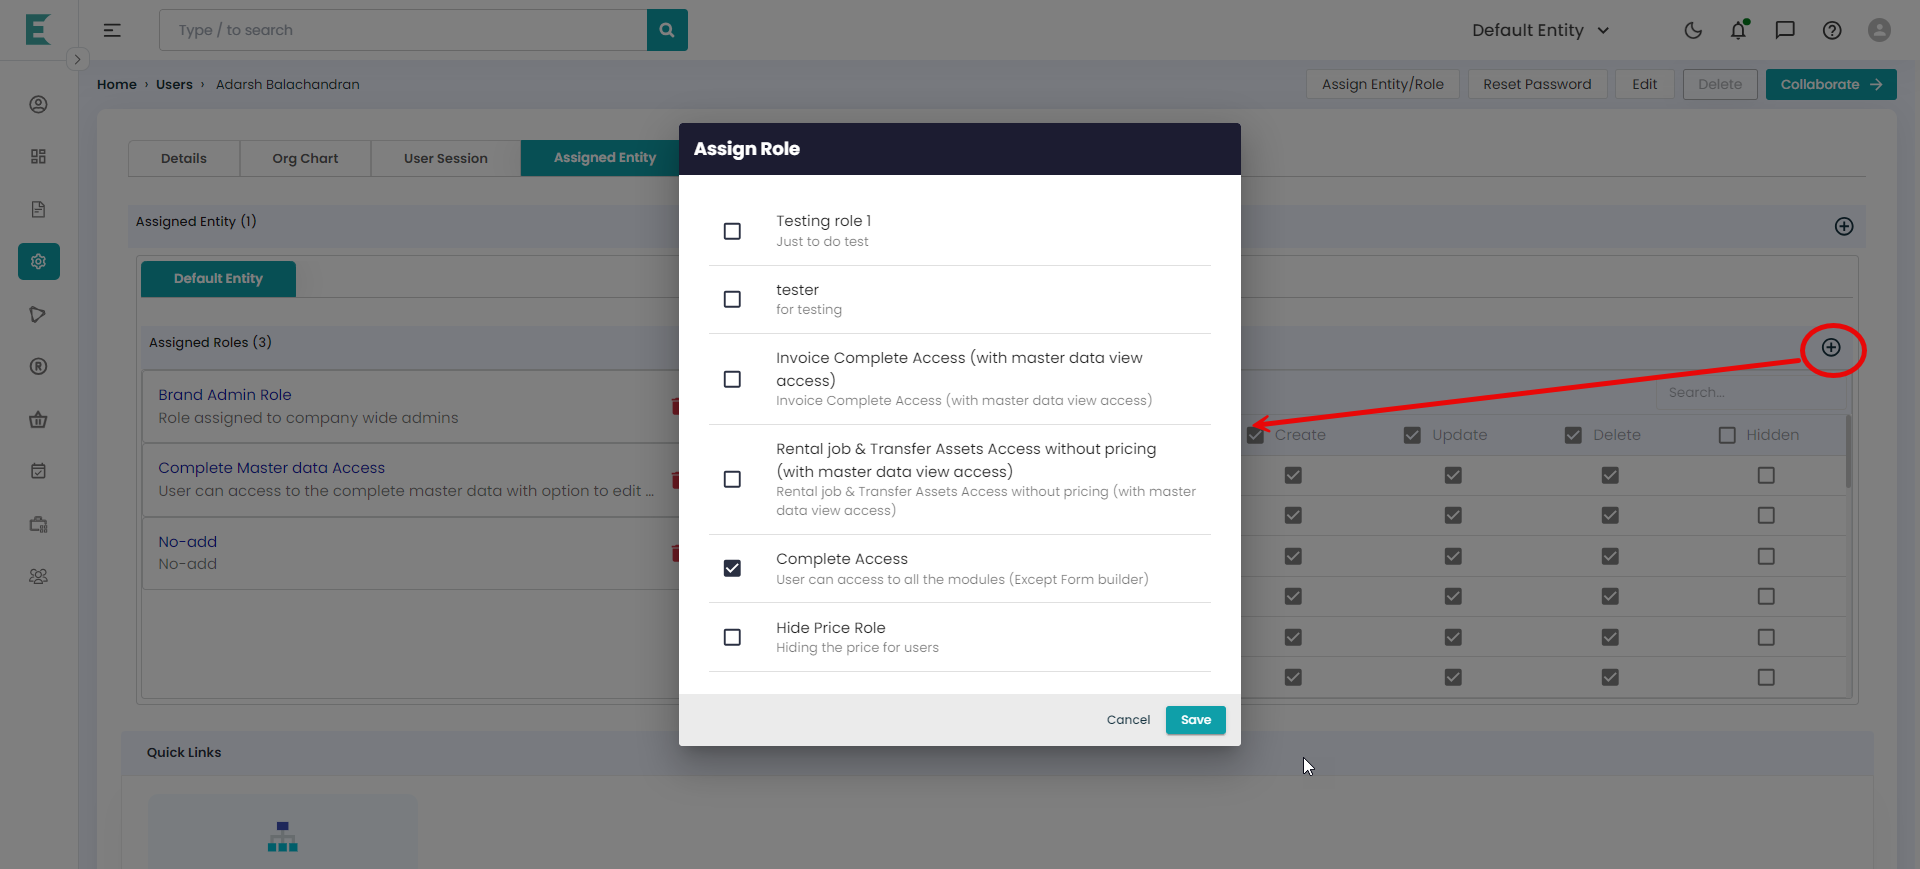 E
Type / to search
Default Entity
Home › Users › Adarsh Balachandran
Assign Entity/Role
Reset Password
Edit
Delete
Collaborate
Details
Org Chart
User Session
Assigned Entity
Assigned Entity (1)
Default Entity
Assigned Roles (3)
Brand Admin Role
Role assigned to company wide admins
Complete Master data Access
User can access to the complete master data with option to edit ...
No-add
No-add
Search...
Create
Update
Delete
Hidden
Quick Links
Assign Role
Testing role 1
Just to do test
tester
for testing
Invoice Complete Access (with master data view
access)
Invoice Complete Access (with master data view access)
Rental job & Transfer Assets Access without pricing
(with master data view access)
Rental job & Transfer Assets Access without pricing (with master
data view access)
Complete Access
User can access to all the modules (Except Form builder)
Hide Price Role
Hiding the price for users
Cancel
Save